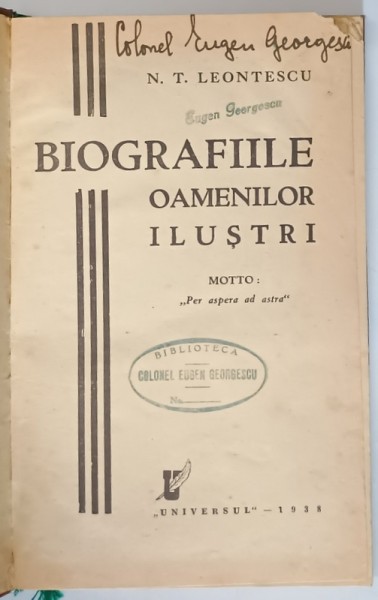 Colonel Eugen Georgescu
N. T. LEONTESCU
Eugen Georgescu
BIOGRAFIILE
OAMENILOR
ILUȘTRI
MOTTO:
„Per aspera ad astra“
BIBLIOTECA
COLONEL EUGEN GEORGESCU
No.
U
„UNIVERSUL“ — 1938